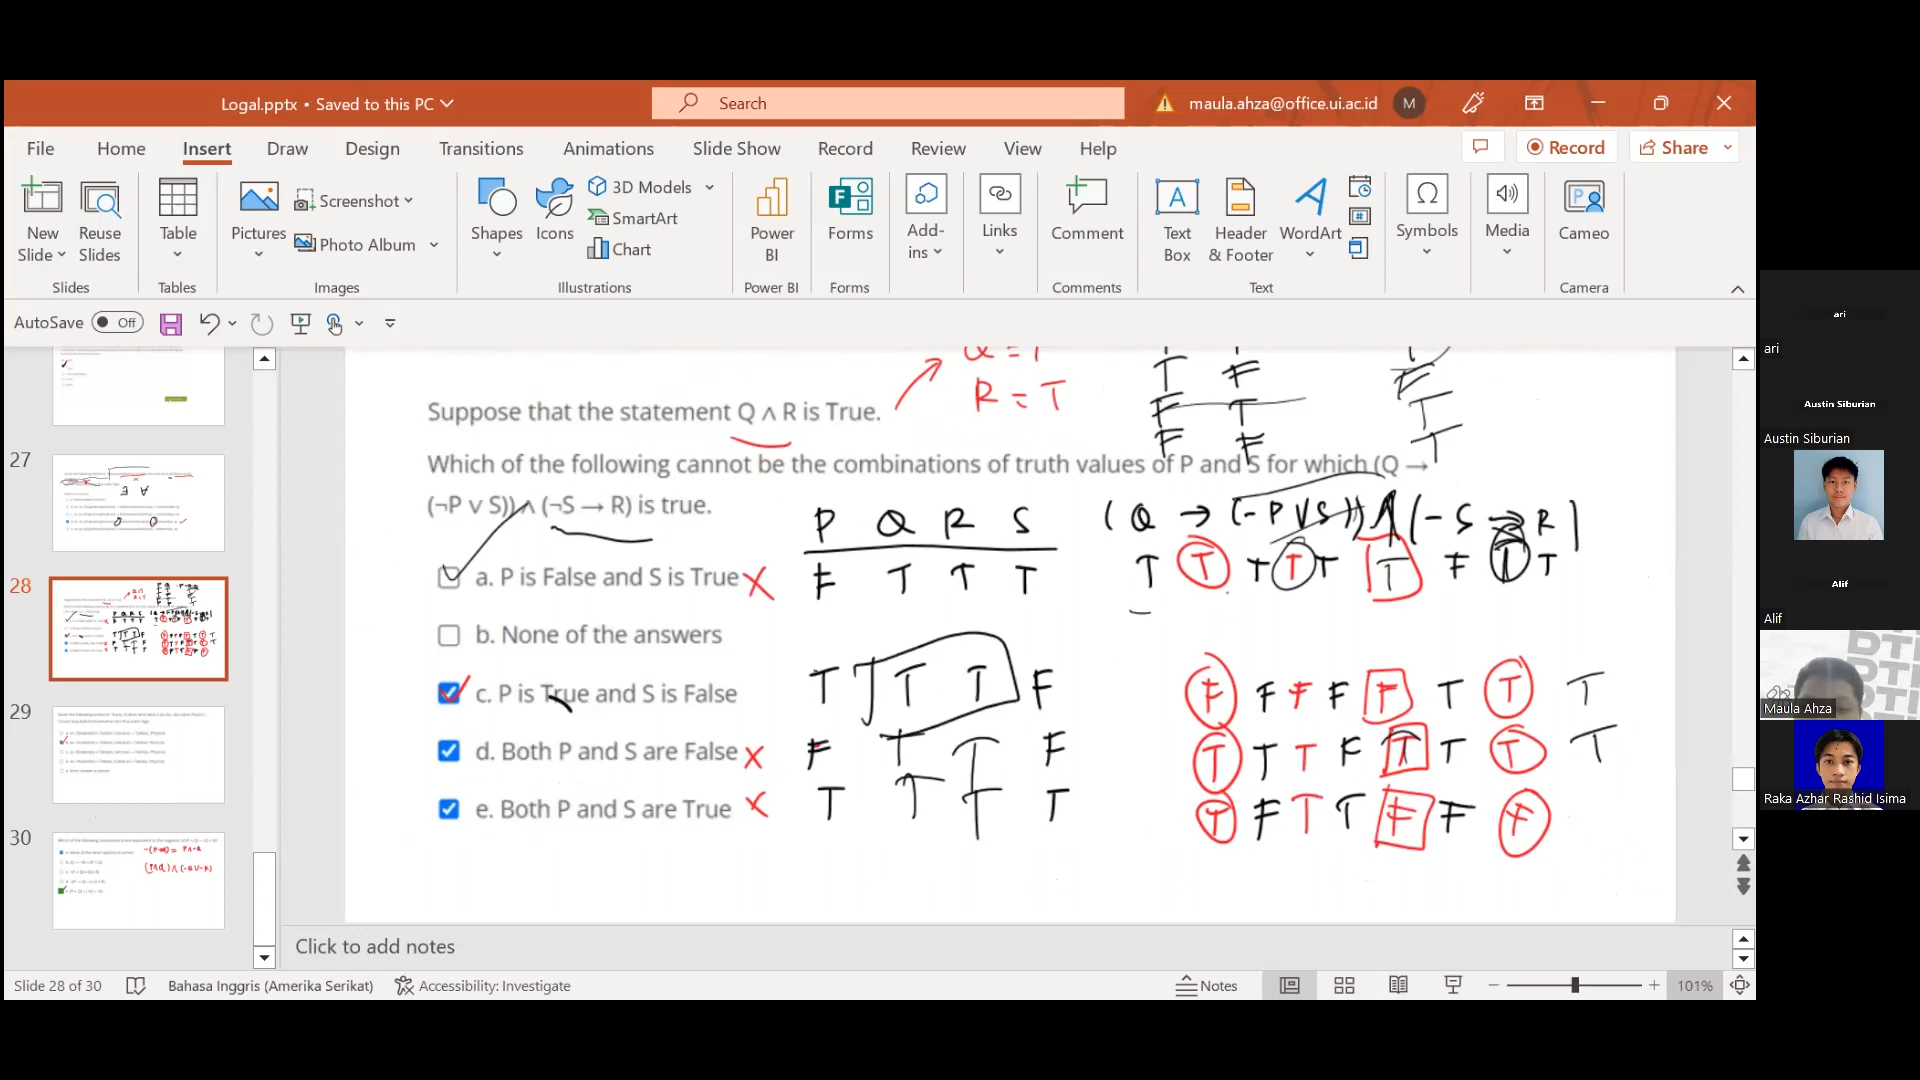 Logal.pptx • Saved to this PC
Search
maula.ahza@office.ui.ac.id
M
File Home Insert Draw Design Transitions Animations Slide Show Record Review View Help
Record
Share
New Slide
Reuse Slides
Table
Pictures
Screenshot
Photo Album
Shapes
Icons
3D Models
SmartArt
Chart
Power BI
Forms
Add-ins
Links
Comment
Text Box
Header & Footer
WordArt
Symbols
Media
Cameo
Slides
Tables
Images
Illustrations
Power BI
Forms
Comments
Text
Camera
AutoSave Off
27
28
29
30
R = T
Suppose that the statement Q ∧ R is True.
Which of the following cannot be the combinations of truth values of P and S for which (Q →
(¬P ∨ S)) ∧ (¬S → R) is true.
P Q R S
a. P is False and S is True X
F T T T
T T T T T T F T T
b. None of the answers
c. P is True and S is False
T T T F
F F F F F T T T
d. Both P and S are False X
F T T F
T T T F T T T T
e. Both P and S are True X
T T T T
T F T T F F F
Click to add notes
Slide 28 of 30
Bahasa Inggris (Amerika Serikat)
Accessibility: Investigate
Notes
101%
ari
ari
Austin Siburian
Austin Siburian
Alif
Alif
Maula Ahza
Raka Azhar Rashid Isima